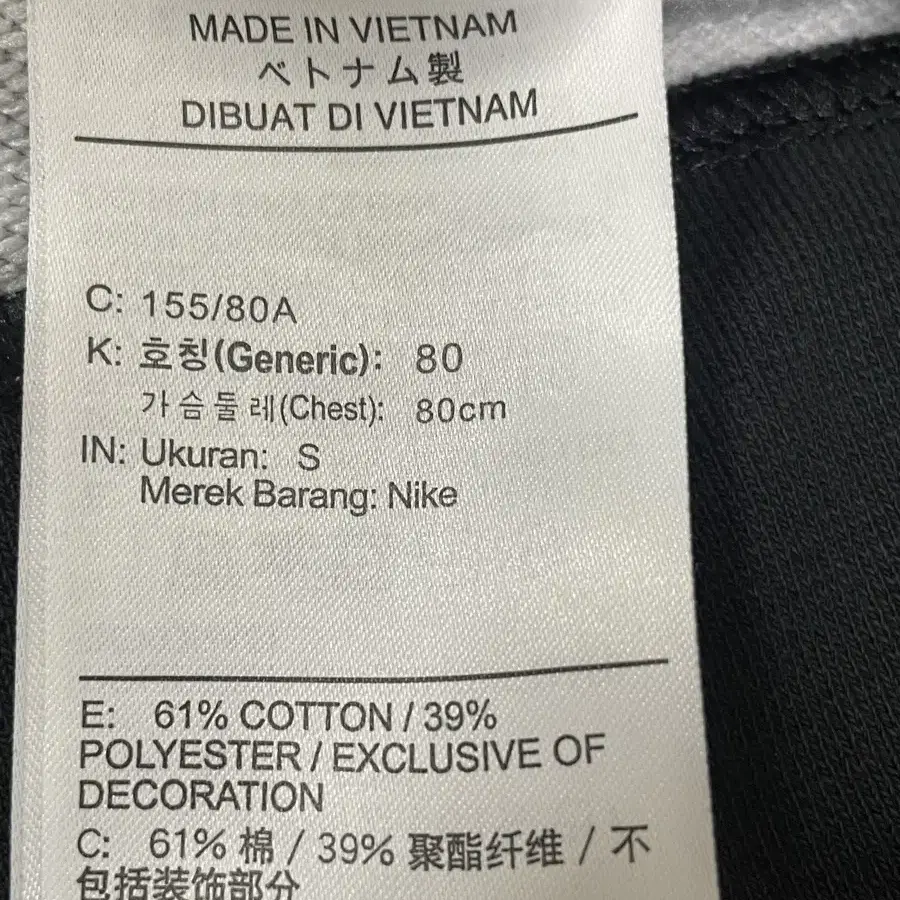 MADE IN VIETNAM
ベトナム製
DIBUAT DI VIETNAM
C: 155/80A
K: 호칭(Generic): 80
가슴둘레(Chest): 80cm
IN: Ukuran: S
Merek Barang: Nike
E: 61% COTTON / 39%
POLYESTER / EXCLUSIVE OF
DECORATION
C: 61% 棉 / 39% 聚酯纤维 / 不
包括装饰部分